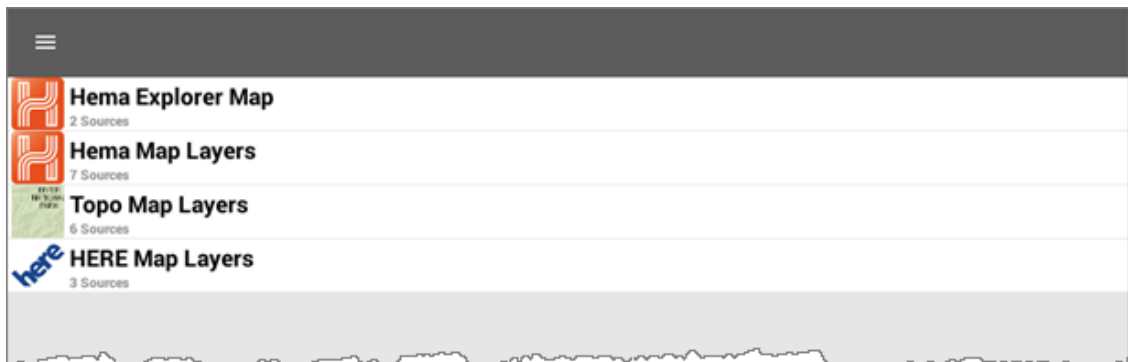 Hema Explorer Map
2 Sources
Hema Map Layers
7 Sources
Topo Map Layers
6 Sources
here
HERE Map Layers
3 Sources